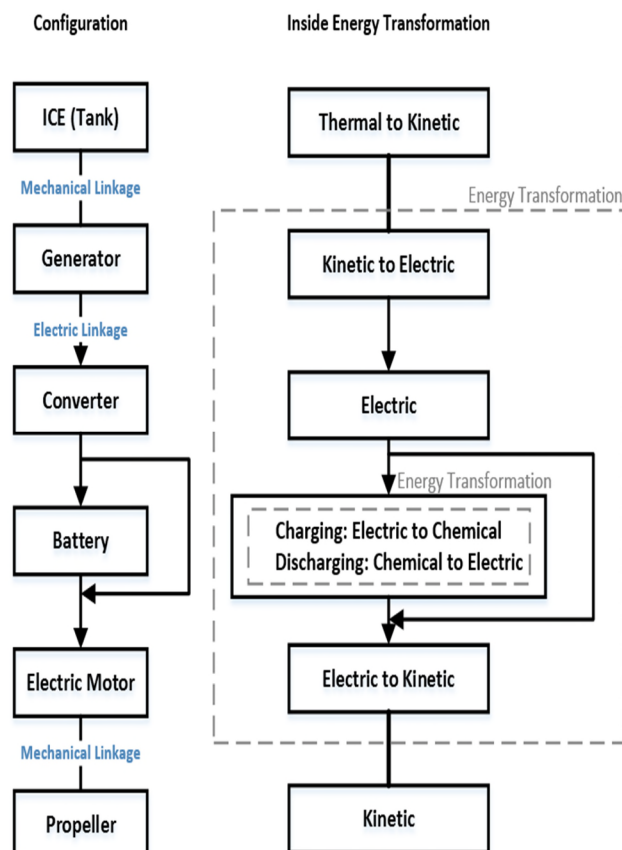 Configuration
Inside Energy Transformation
ICE (Tank)
Thermal to Kinetic
Mechanical Linkage
Energy Transformation
Generator
Kinetic to Electric
Electric Linkage
Converter
Electric
Energy Transformation
Battery
Charging: Electric to Chemical
Discharging: Chemical to Electric
Electric Motor
Electric to Kinetic
Mechanical Linkage
Propeller
Kinetic